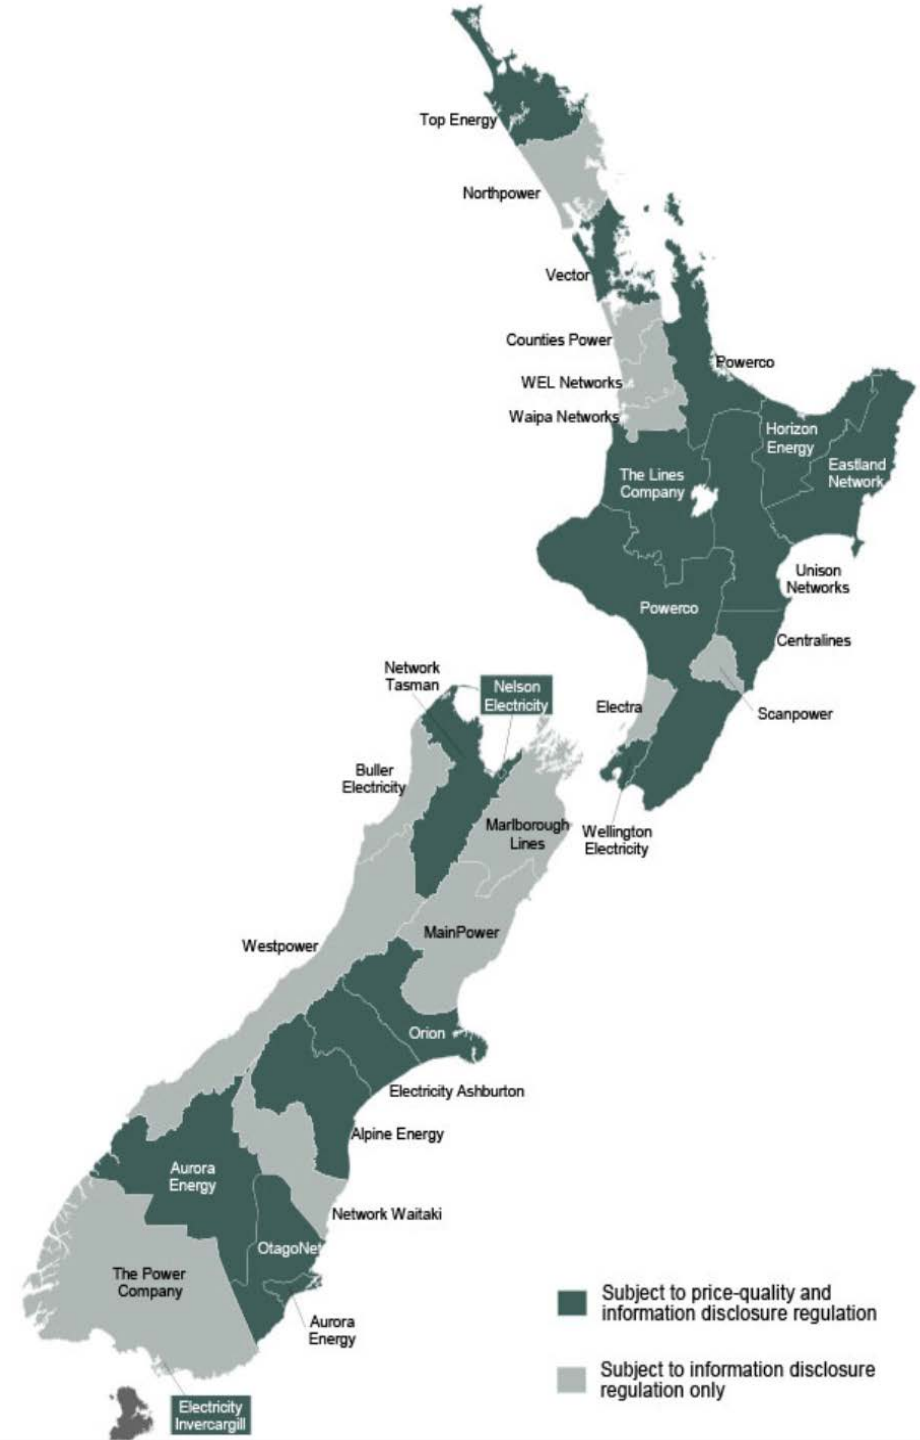 Top Energy
Northpower
Vector
Counties Power
Powerco
WEL Networks
Waipa Networks
Horizon
Energy
Eastland
Network
The Lines
Company
Unison
Networks
Powerco
Centralines
Network
Tasman
Nelson
Electricity
Electra
Scanpower
Buller
Electricity
Marlborough
Lines
Wellington
Electricity
MainPower
Westpower
Orion
Electricity Ashburton
Alpine Energy
Aurora
Energy
Network Waitaki
OtagoNet
The Power
Company
Aurora
Energy
Electricity
Invercargill
Subject to price-quality and
information disclosure regulation
Subject to information disclosure
regulation only